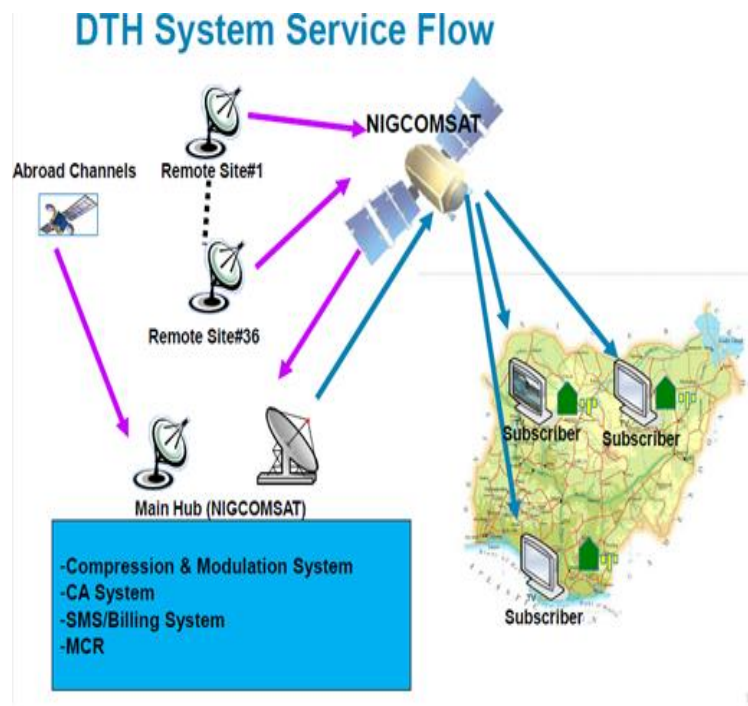 DTH System Service Flow
NIGCOMSAT
Abroad Channels
Remote Site#1
Remote Site#36
Main Hub (NIGCOMSAT)
-Compression & Modulation System
-CA System
-SMS/Billing System
-MCR
Subscriber
Subscriber
TV
Subscriber